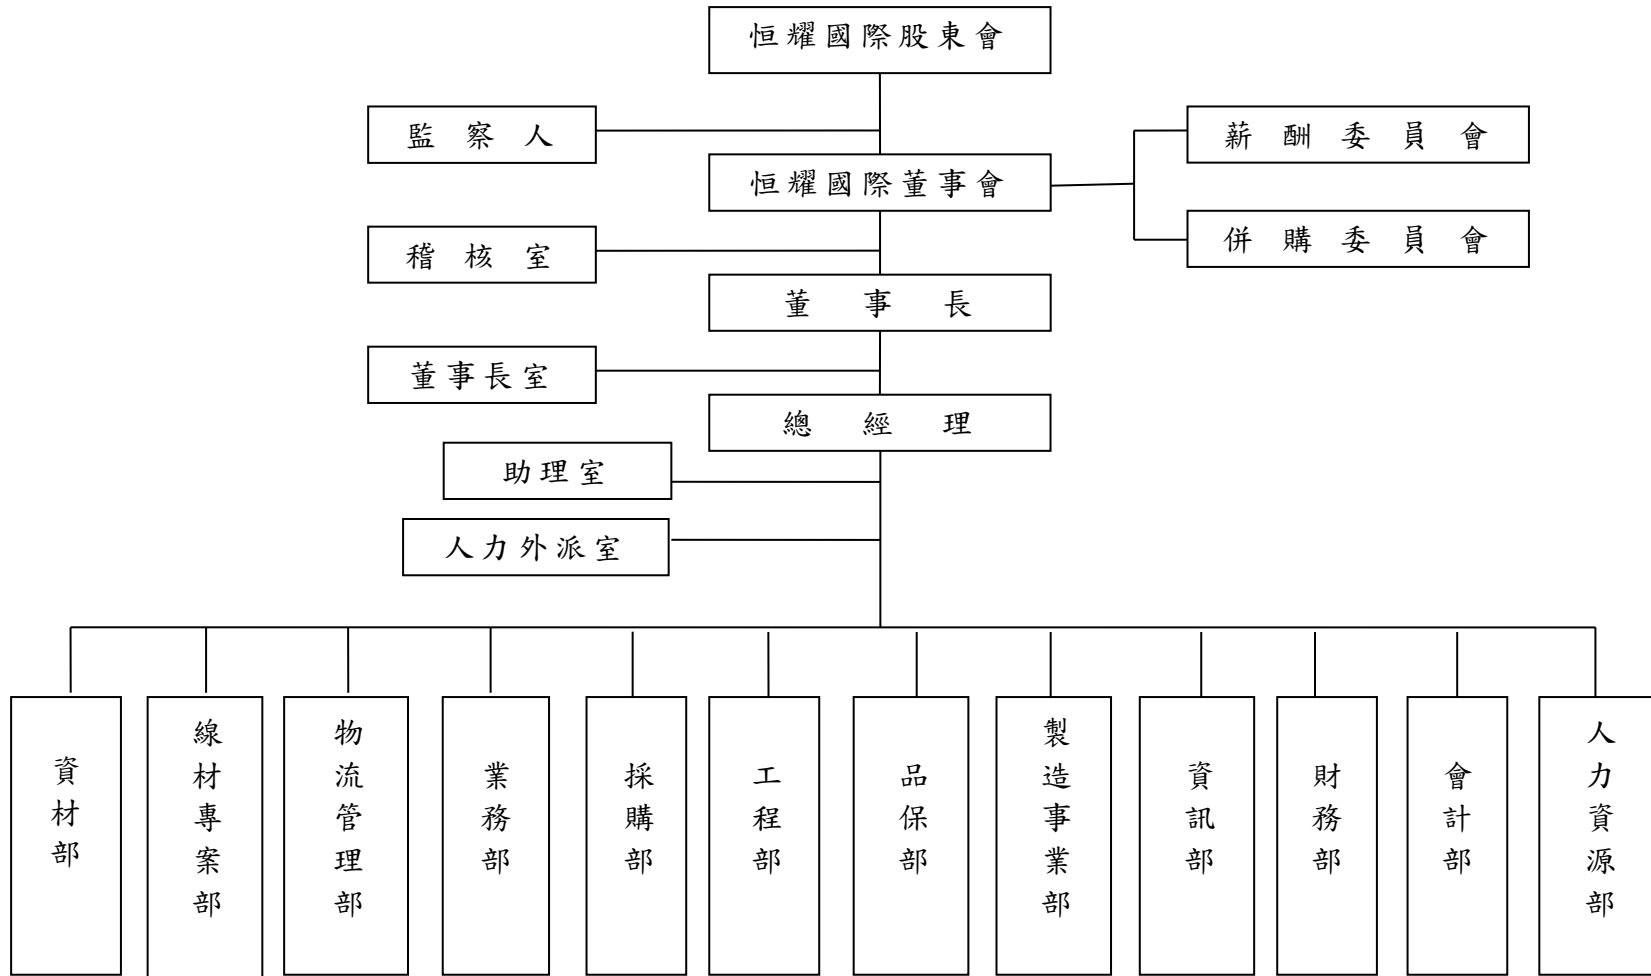 恒耀國際股東會
監察人
薪酬委員會
恒耀國際董事會
併購委員會
稽核室
董事長
董事長室
總經理
助理室
人力外派室
資材部
線材專案部
物流管理部
業務部
採購部
工程部
品保部
製造事業部
資訊部
財務部
會計部
人力資源部